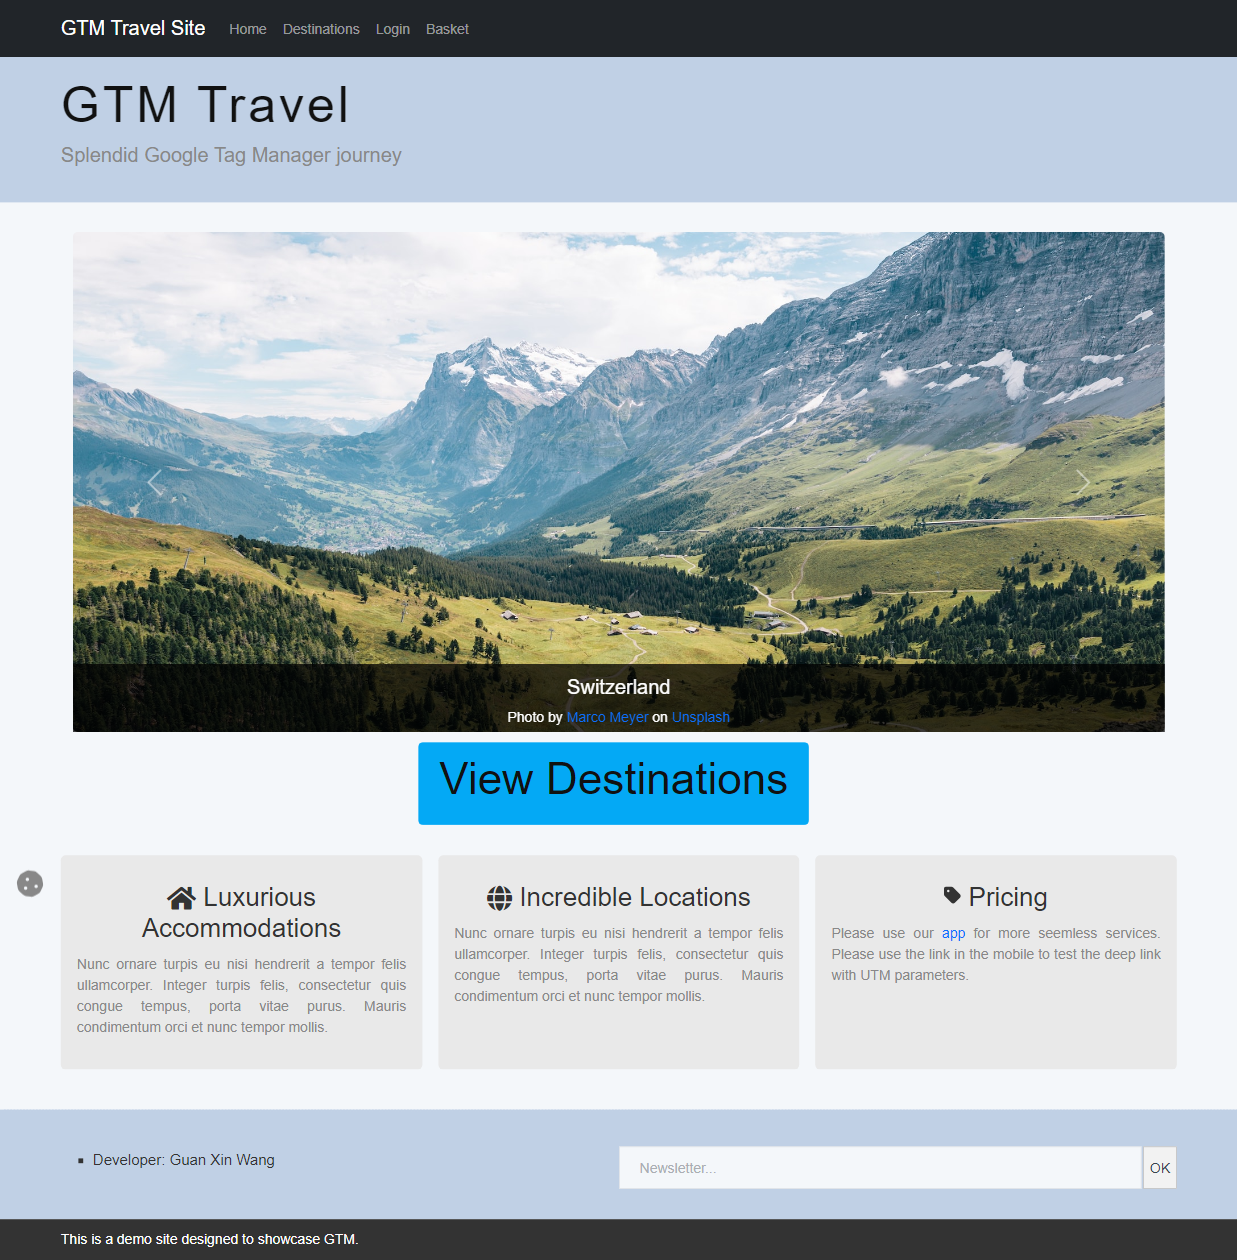 GTM Travel Site Home Destinations Login Basket
GTM Travel
Splendid Google Tag Manager journey
Switzerland
Photo by Marco Meyer on Unsplash
View Destinations
Luxurious
Accommodations
Nunc ornare turpis eu nisi hendrerit a tempor felis
ullamcorper. Integer turpis felis, consectetur quis
congue tempus, porta vitae purus. Mauris
condimentum orci et nunc tempor mollis.
Incredible Locations
Nunc ornare turpis eu nisi hendrerit a tempor felis
ullamcorper. Integer turpis felis, consectetur quis
congue tempus, porta vitae purus. Mauris
condimentum orci et nunc tempor mollis.
Pricing
Please use our app for more seemless services.
Please use the link in the mobile to test the deep link
with UTM parameters.
Developer: Guan Xin Wang
Newsletter...
OK
This is a demo site designed to showcase GTM.